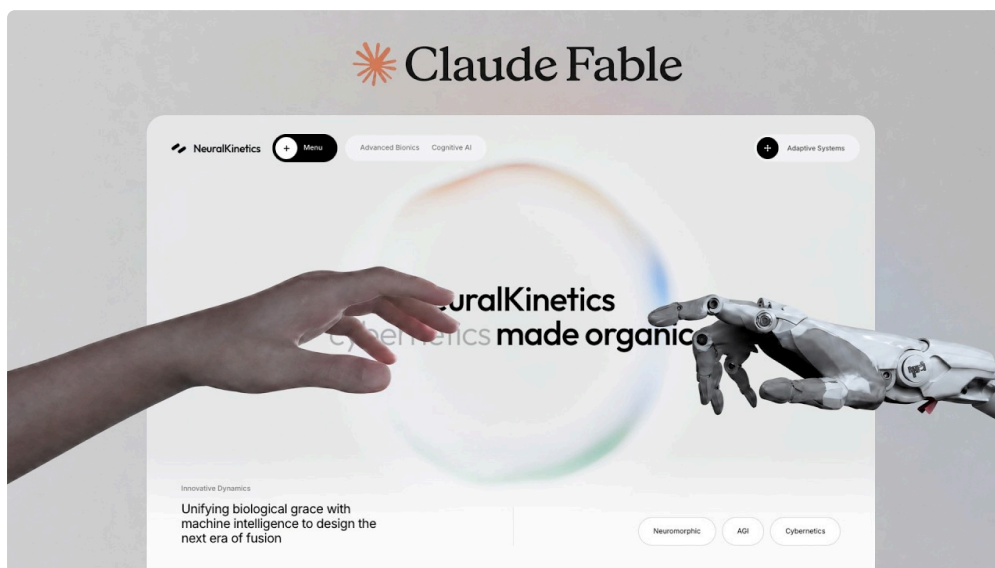 Claude Fable
NeuralKinetics
+ Menu
Advanced Bionics Cognitive AI
Adaptive Systems
uralKinetics
cybernetics made organic
Innovative Dynamics
Unifying biological grace with
machine intelligence to design the
next era of fusion
Neuromorphic
AGI
Cybernetics